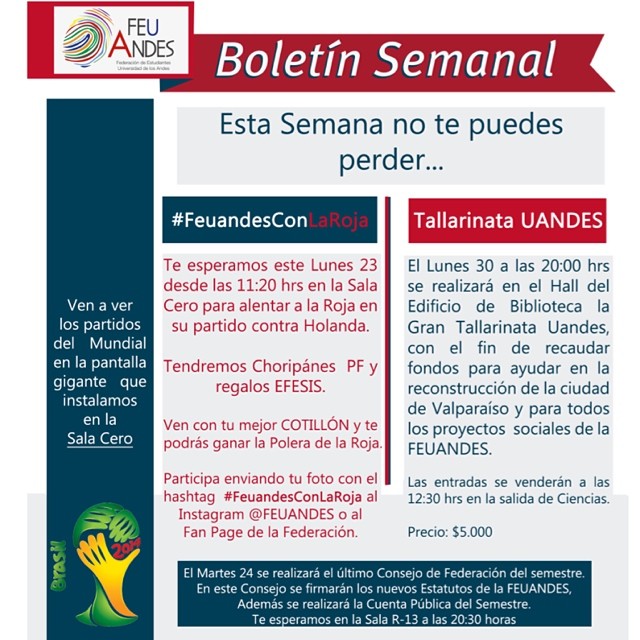 FEU
ANDES
Federación de Estudiantes
Universidad de los Andes
Boletín Semanal
Esta Semana no te puedes
perder...
Ven a ver
los partidos
del Mundial
en la pantalla
gigante que
instalamos
en la
Sala Cero
Brasil
2014
#FeuandesConLaRoja
Te esperamos este Lunes 23
desde las 11:20 hrs en la Sala
Cero para alentar a la Roja en
su partido contra Holanda.
Tendremos Choripánes PF y
regalos EFESIS.
Ven con tu mejor COTILLÓN y te
podrás ganar la Polera de la Roja.
Participa enviando tu foto con el
hashtag #FeuandesConLaRoja al
Instagram @FEUANDES o al
Fan Page de la Federación.
Tallarinata UANDES
El Lunes 30 a las 20:00 hrs
se realizará en el Hall del
Edificio de Biblioteca la
Gran Tallarinata Uandes,
con el fin de recaudar
fondos para ayudar en la
reconstrucción de la ciudad
de Valparaíso y para todos
los proyectos sociales de la
FEUANDES.
Las entradas se venderán a las
12:30 hrs en la salida de Ciencias.
Precio: $5.000
El Martes 24 se realizará el último Consejo de Federación del semestre.
En este Consejo se firmarán los nuevos Estatutos de la FEUANDES,
Además se realizará la Cuenta Pública del Semestre.
Te esperamos en la Sala R-13 a las 20:30 horas